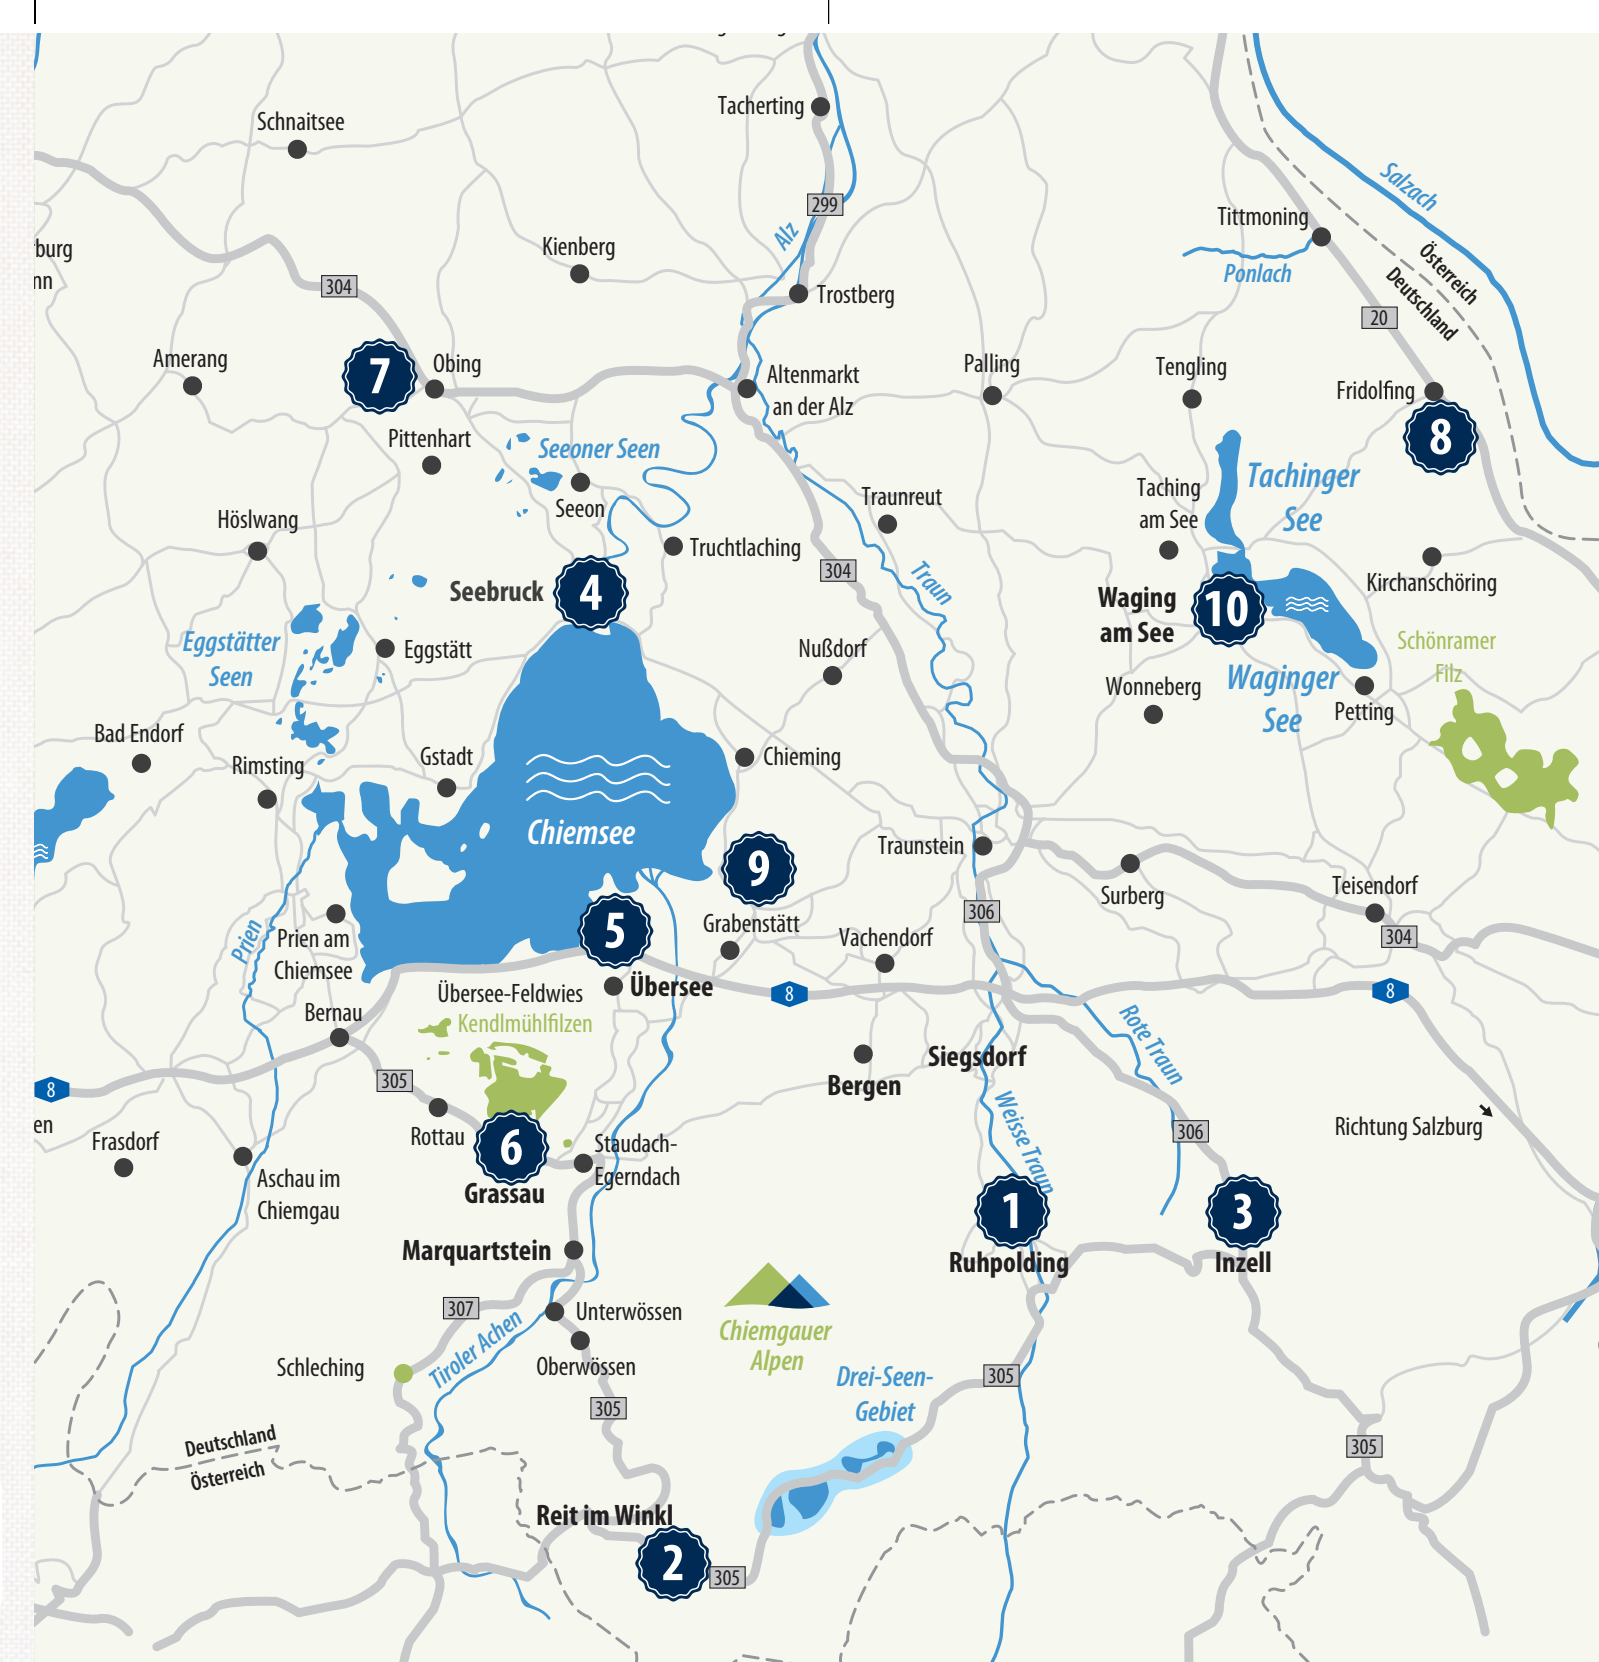 Tacherting
Schnaitsee
299
Salzach
Tittmoning
Alz
burg
nn
Kienberg
Ponlach
Österreich
Deutschland
304
Trostberg
20
Amerang
7
Obing
Altenmarkt
an der Alz
Palling
Tengling
Fridolfing
8
Pittenhart
Seeoner Seen
Tachinger
See
Taching
am See
Seeon
Traunreut
Höslwang
Truchtlaching
304
Traun
Kirchanschöring
Seebruck
4
Waging
am See
10
Eggstätter
Seen
Eggstätt
Nußdorf
Schönramer
Filz
Wonneberg
Waginger
See
Petting
Bad Endorf
Rimsting
Gstadt
Chieming
Chiemsee
Traunstein
9
Surberg
Teisendorf
306
304
Prien
Prien am
Chiemsee
5
Grabenstätt
Vachendorf
Übersee-Feldwies
Übersee
8
8
Bernau
Kendlmühlfilzen
Rote Traun
Siegsdorf
Bergen
8
305
Weisse Traun
en
Frasdorf
Rottau
6
Staudach-
Egerndach
306
Richtung Salzburg
Aschau im
Chiemgau
Grassau
1
3
Marquartstein
Ruhpolding
Inzell
307
Unterwössen
Chiemgauer
Alpen
Tiroler Achen
Schleching
Oberwössen
Drei-Seen-
Gebiet
305
305
Deutschland
Österreich
305
Reit im Winkl
2
305